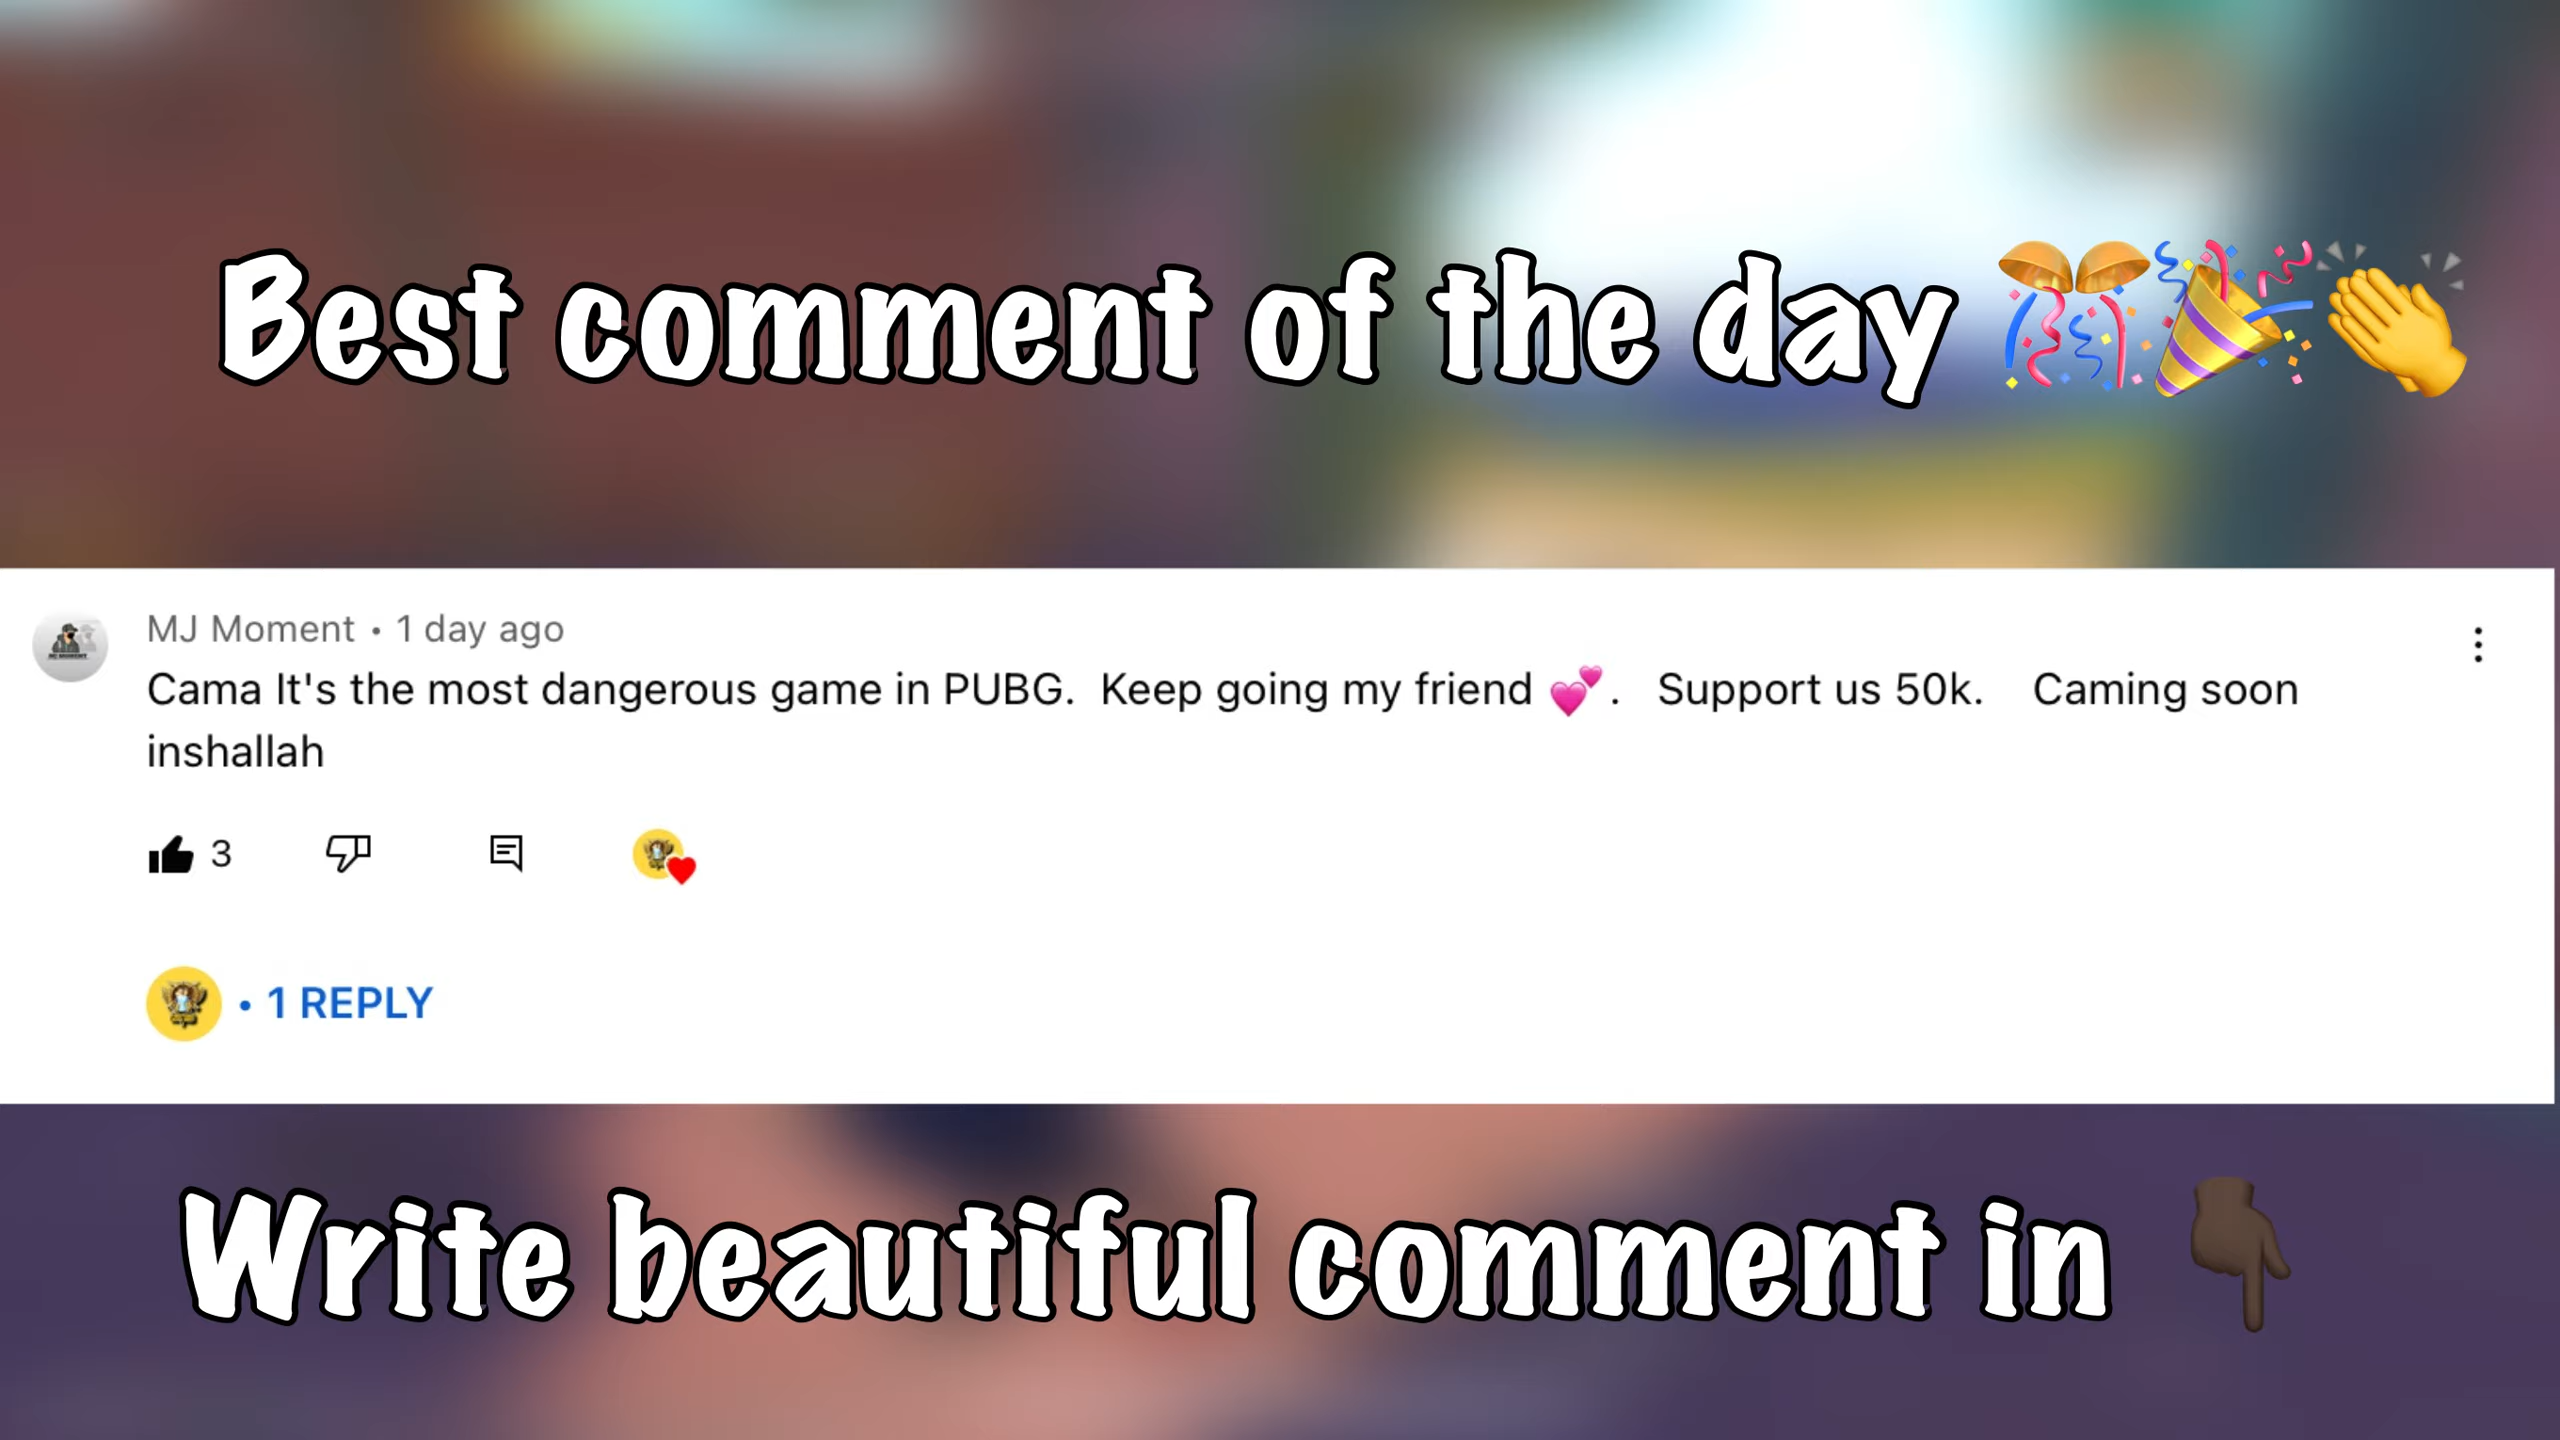 Best comment of the day 🎊🎉👏
MJ Moment • 1 day ago
Cama It's the most dangerous game in PUBG. Keep going my friend 💕. Support us 50k. Caming soon
inshallah
3
• 1 REPLY
Write beautiful comment in 👇🏿